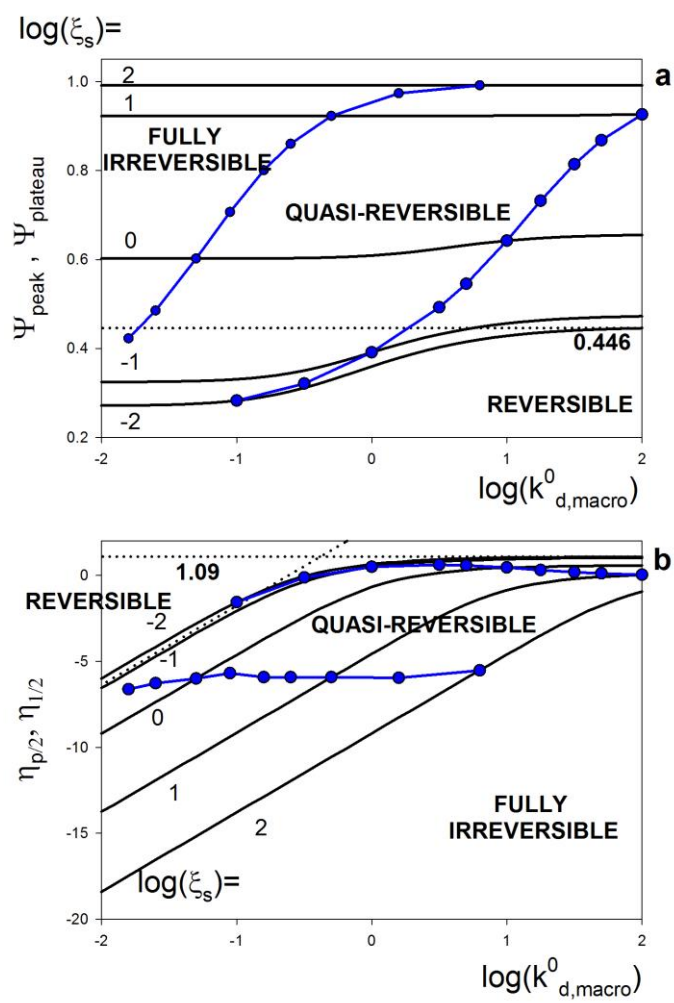 log(ξs)=
a
2
1.0
1
FULLY
IRREVERSIBLE
0.8
QUASI-REVERSIBLE
Ψpeak , Ψplateau
0
0.6
0.4
-1
0.446
-2
REVERSIBLE
0.2
-2 -1 0 1 2
log(k⁰d,macro)
b
1.09
0
REVERSIBLE
-2
-1
QUASI-REVERSIBLE
-5
0
ηp/2, η1/2
-10
1
2
FULLY
IRREVERSIBLE
-15
log(ξs)=
-20
-2 -1 0 1 2
log(k⁰d,macro)